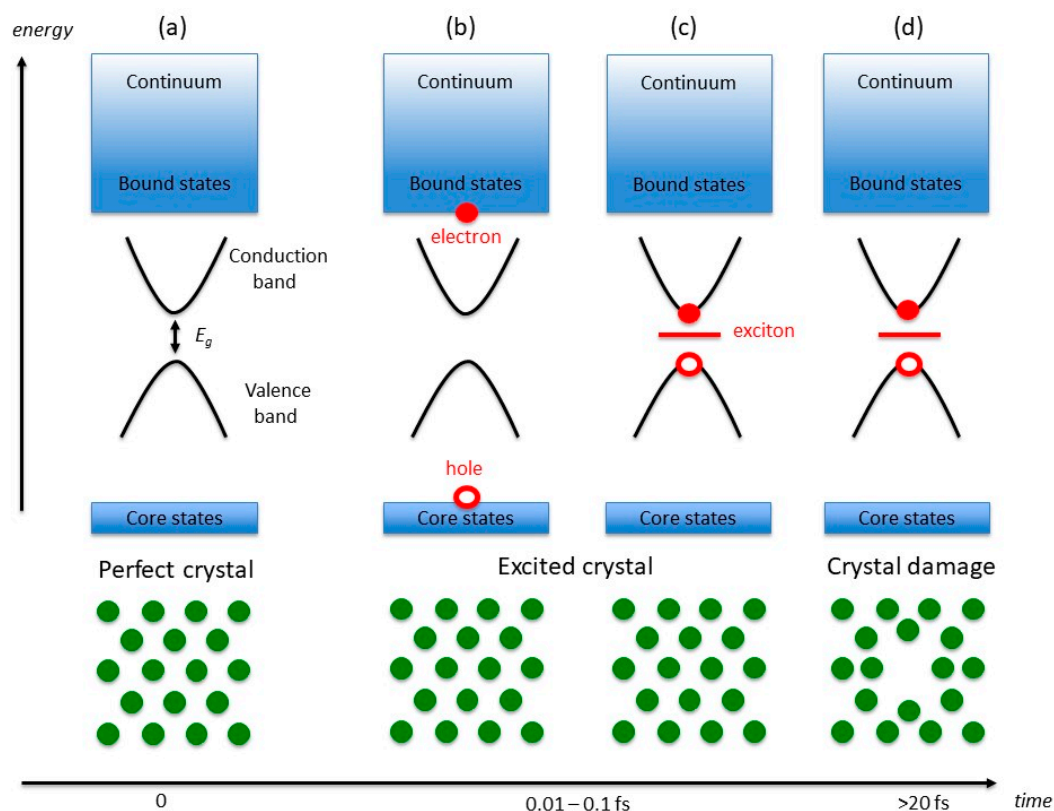 energy
(a)
(b)
(c)
(d)
Continuum
Continuum
Continuum
Continuum
Bound states
Bound states
Bound states
Bound states
electron
Conduction
band
E_g
exciton
Valence
band
hole
Core states
Core states
Core states
Core states
Perfect crystal
Excited crystal
Crystal damage
0
0.01 – 0.1 fs
>20 fs
time